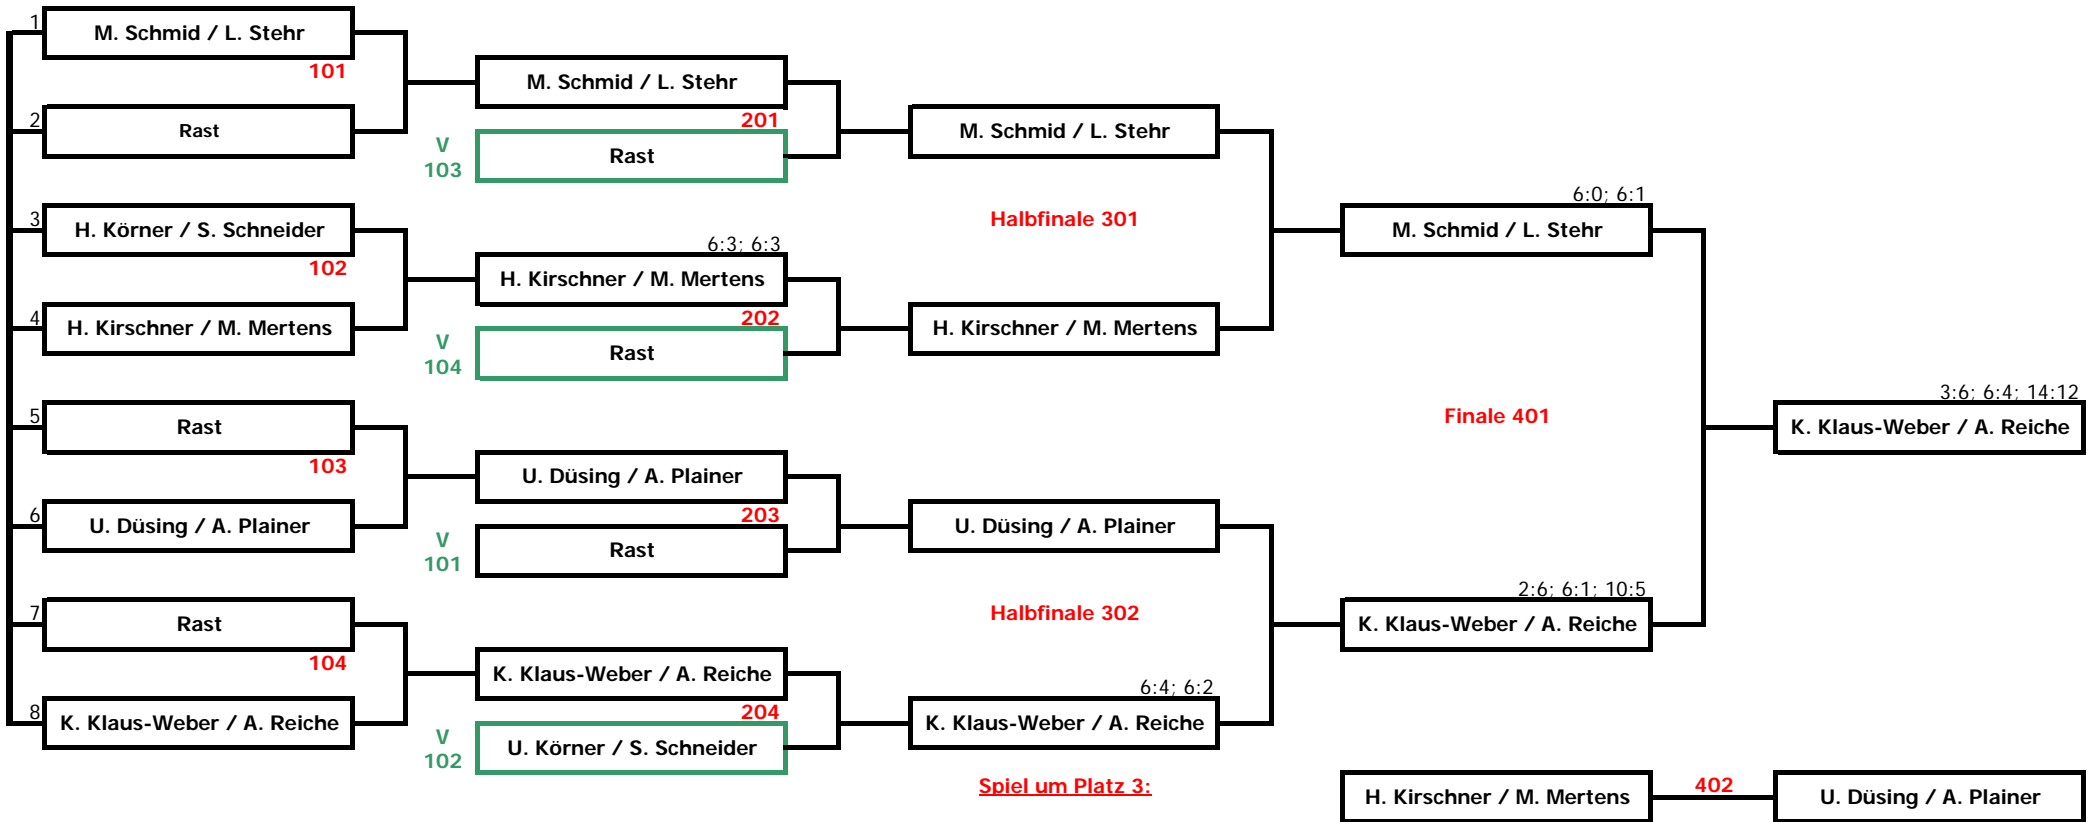 1
M. Schmid / L. Stehr
101
2
Rast
3
H. Körner / S. Schneider
102
4
H. Kirschner / M. Mertens
5
Rast
103
6
U. Düsing / A. Plainer
7
Rast
104
8
K. Klaus-Weber / A. Reiche
M. Schmid / L. Stehr
201
V
103
Rast
6:3; 6:3
H. Kirschner / M. Mertens
202
V
104
Rast
U. Düsing / A. Plainer
203
V
101
Rast
K. Klaus-Weber / A. Reiche
204
V
102
U. Körner / S. Schneider
M. Schmid / L. Stehr
Halbfinale 301
H. Kirschner / M. Mertens
U. Düsing / A. Plainer
Halbfinale 302
6:4; 6:2
K. Klaus-Weber / A. Reiche
6:0; 6:1
M. Schmid / L. Stehr
Finale 401
2:6; 6:1; 10:5
K. Klaus-Weber / A. Reiche
3:6; 6:4; 14:12
K. Klaus-Weber / A. Reiche
Spiel um Platz 3:
H. Kirschner / M. Mertens
402
U. Düsing / A. Plainer